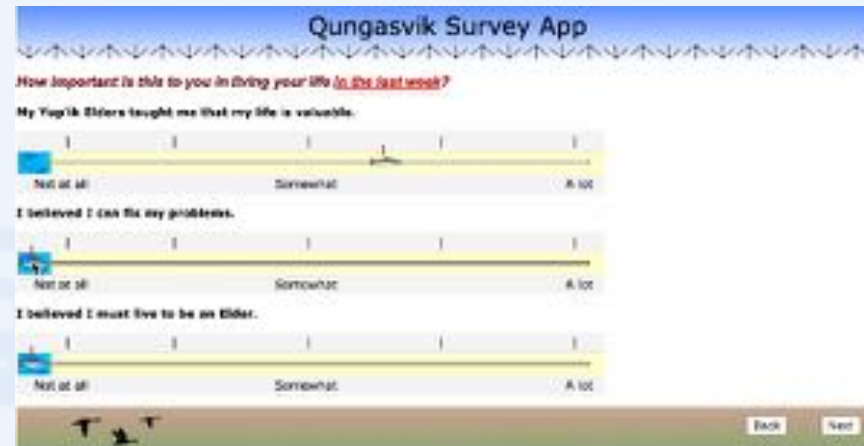 Qungasvik Survey App
How important is this to you in living your life in the last week?
My Yup'ik Elders taught me that my life is valuable.
Not at all Somewhat A lot
I believed I can fix my problems.
Not at all Somewhat A lot
I believed I must live to be an Elder.
Not at all Somewhat A lot
Back Next